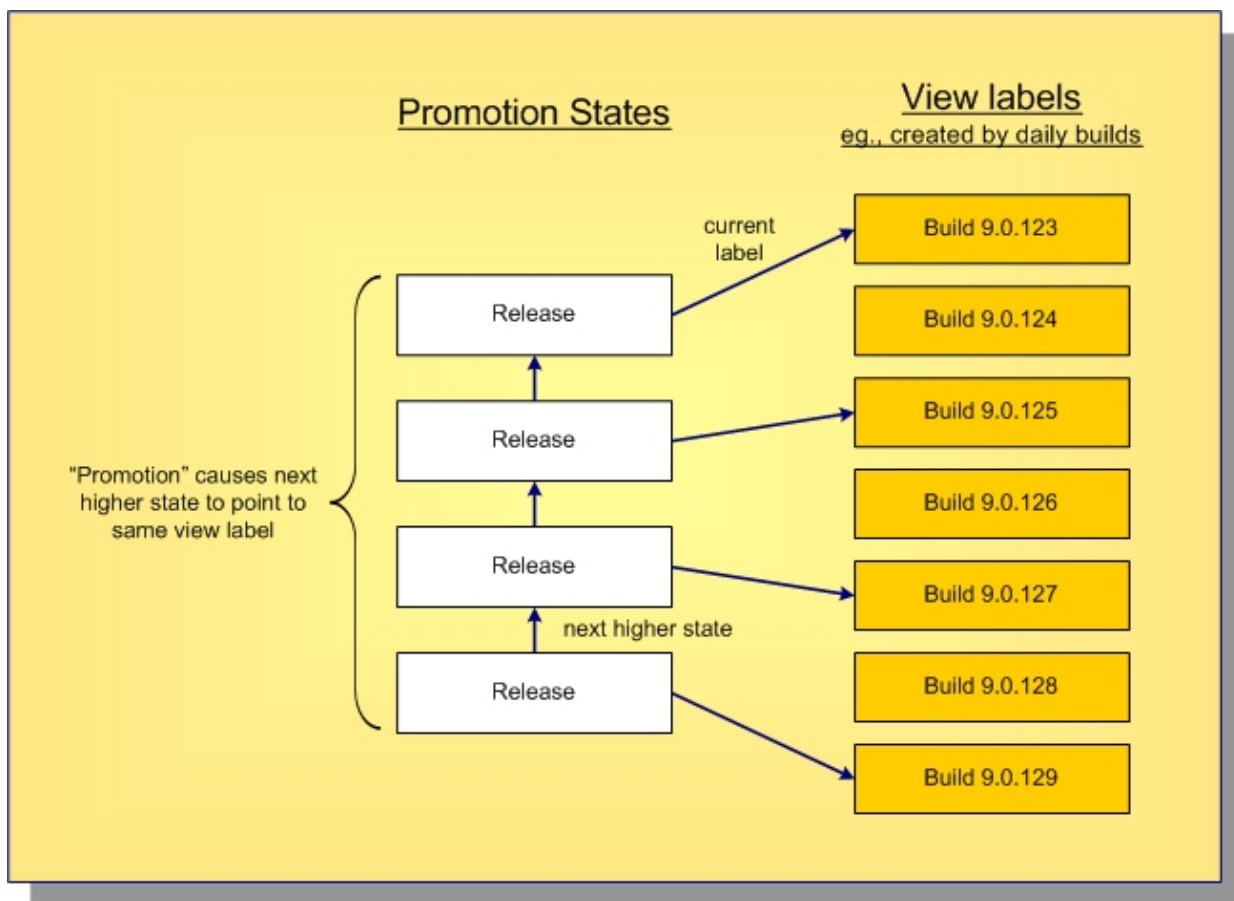 Promotion States
View labels
eg., created by daily builds
current
label
Release
Release
Release
Release
next higher state
"Promotion" causes next
higher state to point to
same view label
Build 9.0.123
Build 9.0.124
Build 9.0.125
Build 9.0.126
Build 9.0.127
Build 9.0.128
Build 9.0.129